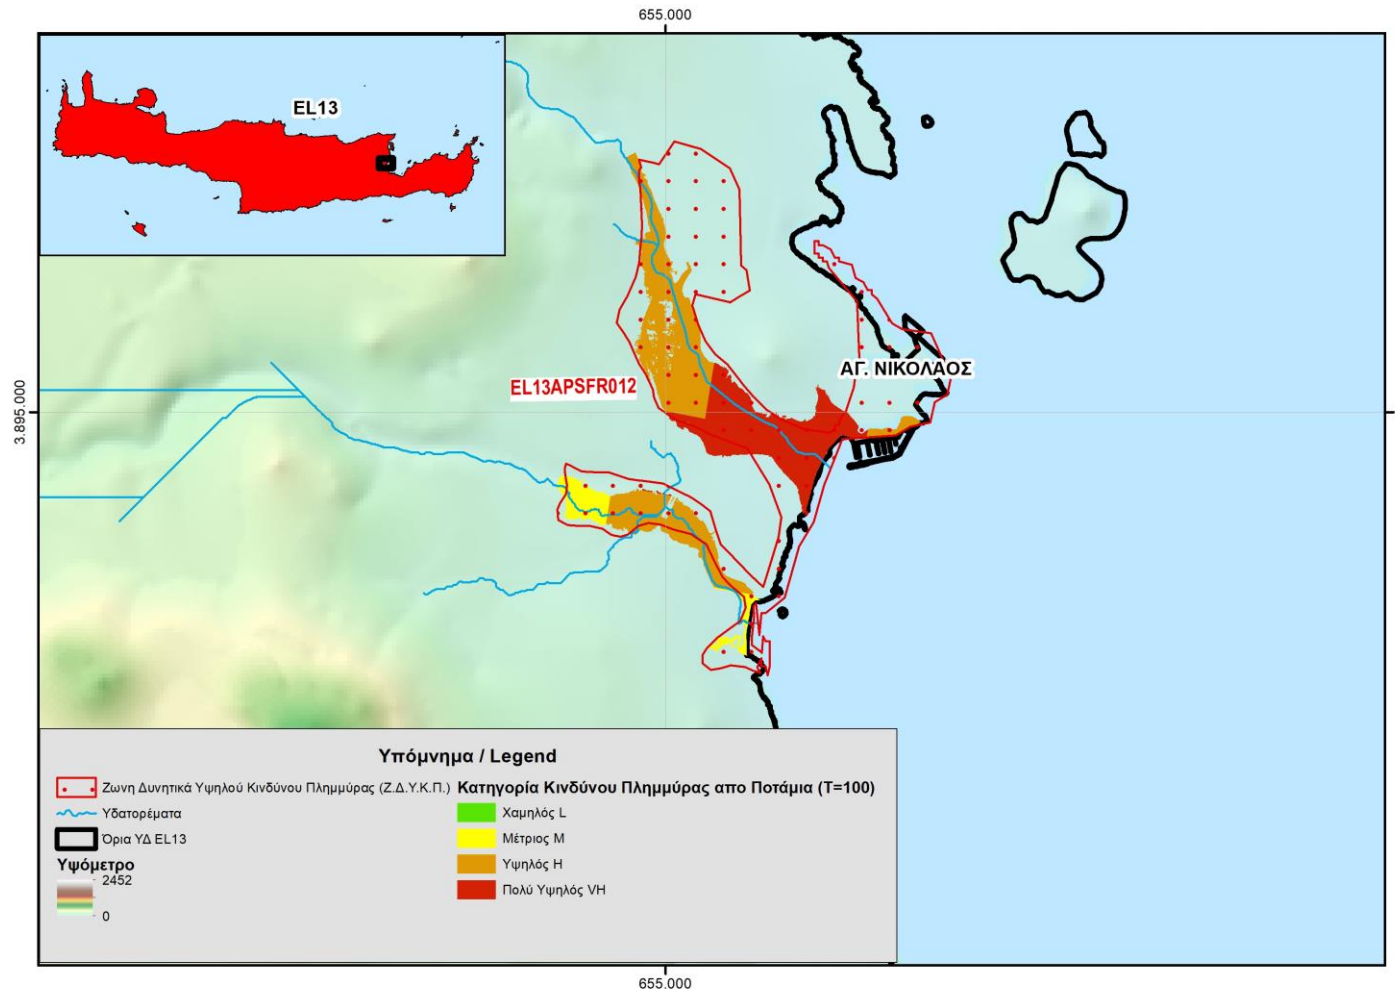 655.000
EL13
ΑΓ. ΝΙΚΟΛΑΟΣ
EL13APSFR012
3.895.000
Υπόμνημα / Legend
Ζωνη Δυνητικά Υψηλού Κινδύνου Πλημμύρας (Ζ.Δ.Υ.Κ.Π.)
Υδατορέματα
Όρια ΥΔ EL13
Υψόμετρο
2452
0
Κατηγορία Κινδύνου Πλημμύρας απο Ποτάμια (T=100)
Χαμηλός L
Μέτριος M
Υψηλός H
Πολύ Υψηλός VH
655.000